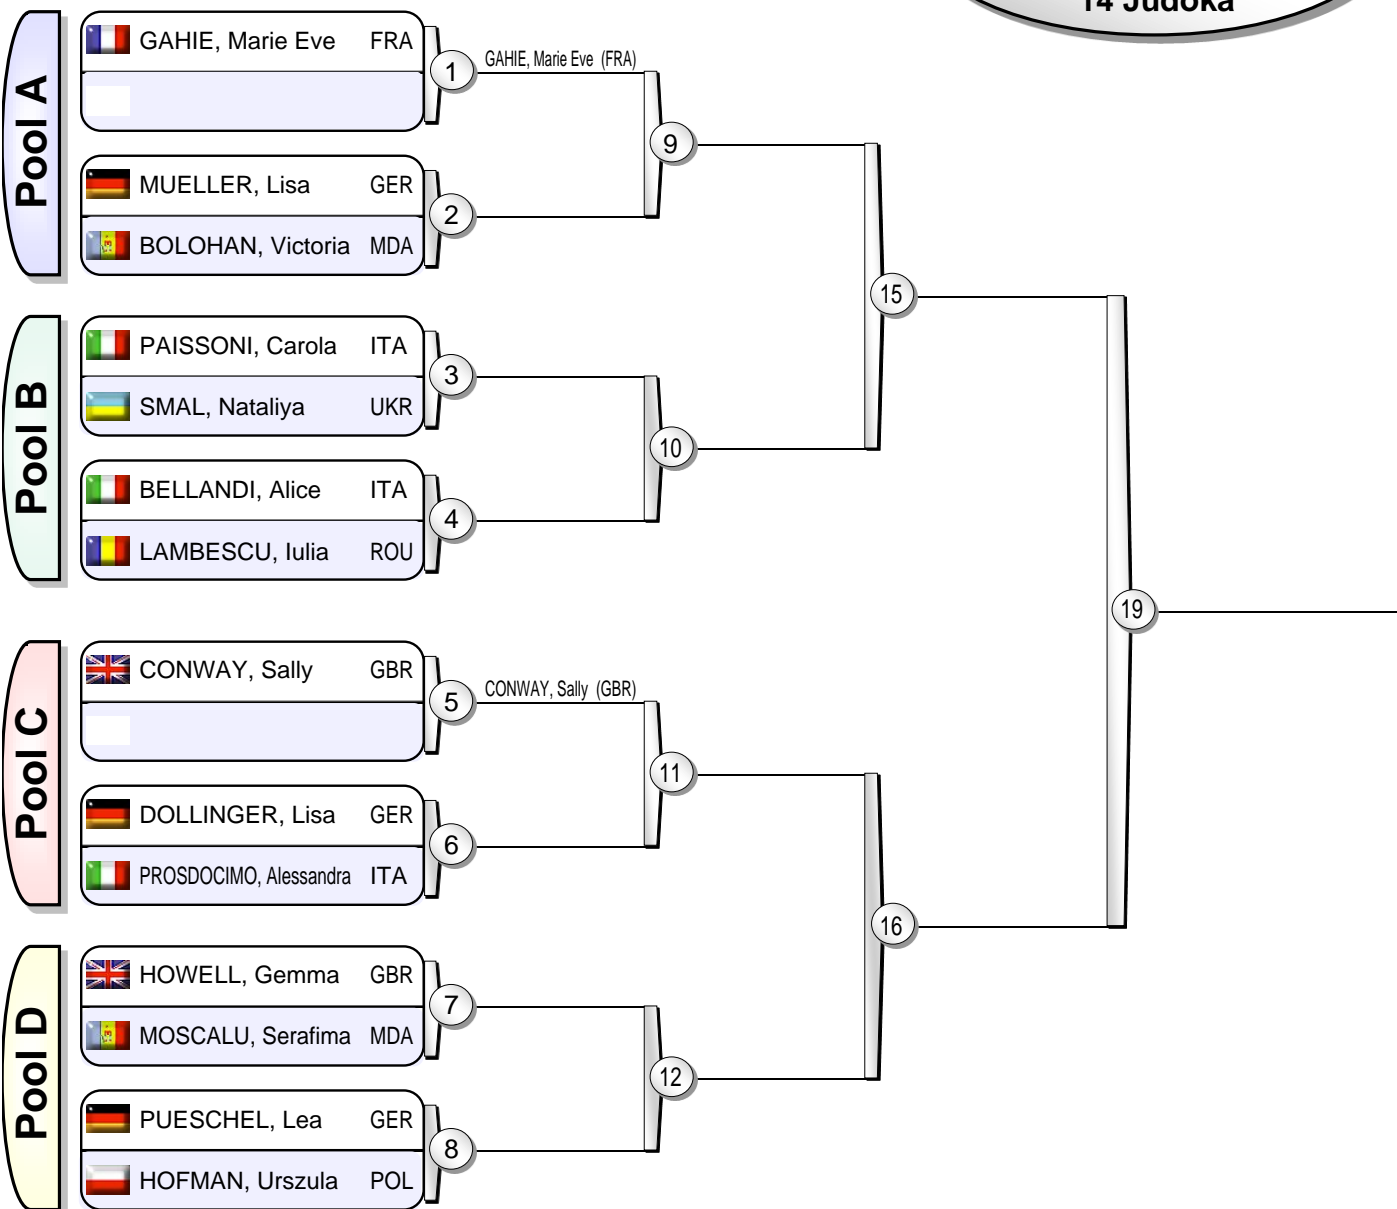 14 Judoka
Pool A
GAHIE, Marie Eve FRA
1
GAHIE, Marie Eve (FRA)
9
MUELLER, Lisa GER
2
BOLOHAN, Victoria MDA
15
Pool B
PAISSONI, Carola ITA
3
SMAL, Nataliya UKR
10
BELLANDI, Alice ITA
4
LAMBESCU, Iulia ROU
19
Pool C
CONWAY, Sally GBR
5
CONWAY, Sally (GBR)
11
DOLLINGER, Lisa GER
6
PROSDOCIMO, Alessandra ITA
16
Pool D
HOWELL, Gemma GBR
7
MOSCALU, Serafima MDA
12
PUESCHEL, Lea GER
8
HOFMAN, Urszula POL